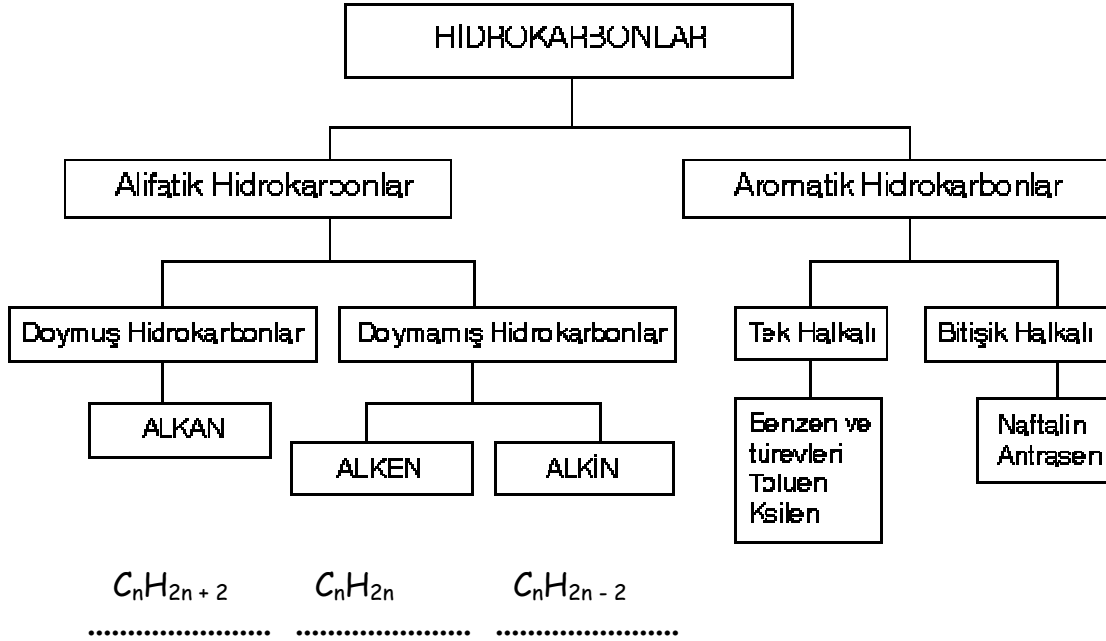 HİDROKARBONLAR
Alifatik Hidrokarbonlar
Aromatik Hidrokarbonlar
Doymuş Hidrokarbonlar
Doymamış Hidrokarbonlar
Tek Halkalı
Bitişik Halkalı
ALKAN
ALKEN
ALKİN
Benzen ve
türevleri
Toluen
Ksilen
Naftalin
Antrasen
CₙH₂ₙ ₊ ₂
CₙH₂ₙ
CₙH₂ₙ ₋ ₂